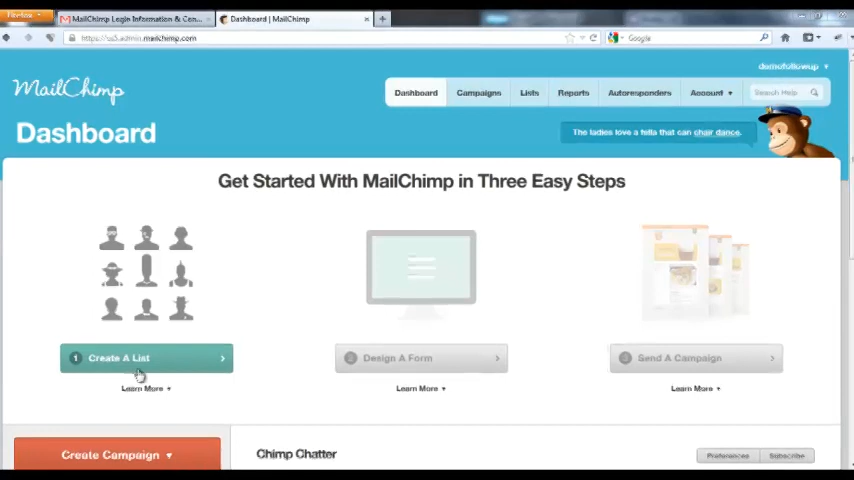 Firefox
MailChimp Login Information & Con...
Dashboard | MailChimp
https://us5.admin.mailchimp.com
Google
demofollowup
MailChimp
Dashboard
Campaigns
Lists
Reports
Autoresponders
Account
Search Help
Dashboard
The ladies love a fella that can chair dance.
Get Started With MailChimp in Three Easy Steps
1 Create A List
2 Design A Form
3 Send A Campaign
Learn More
Learn More
Learn More
Create Campaign
Chimp Chatter
Preferences
Subscribe